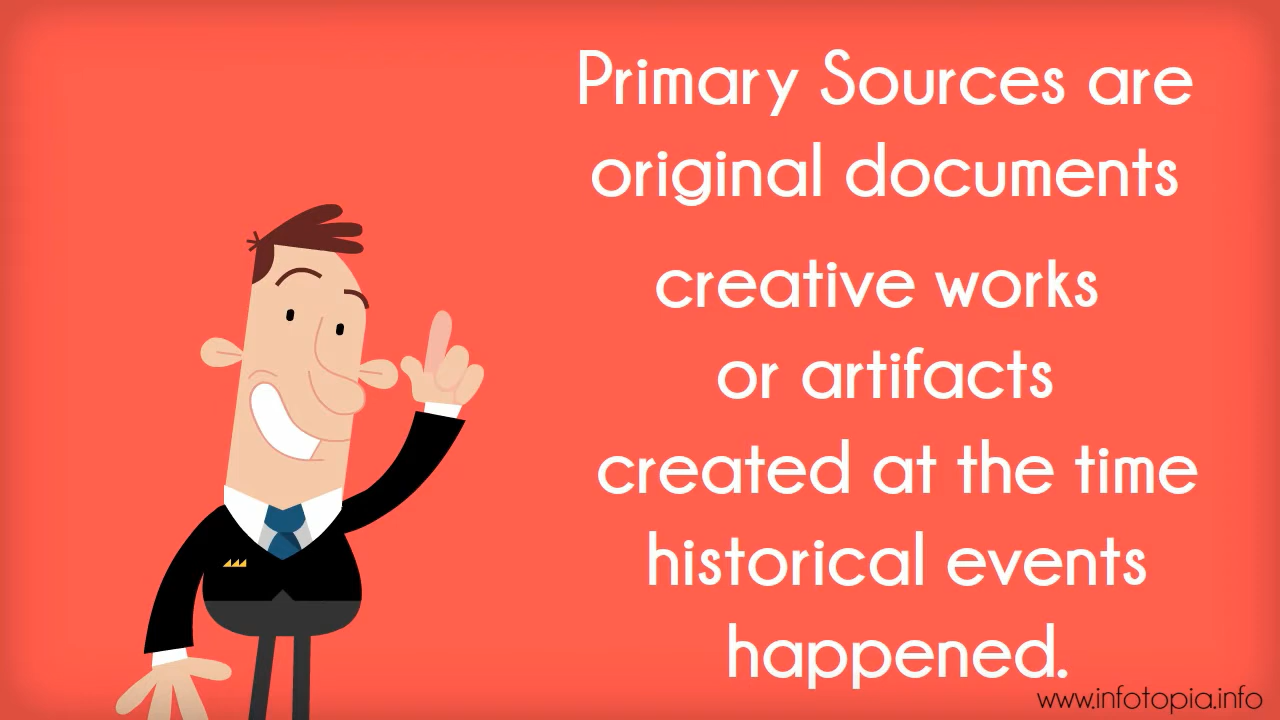 Primary Sources are
original documents
creative works
or artifacts
created at the time
historical events
happened.
www.infotopia.info